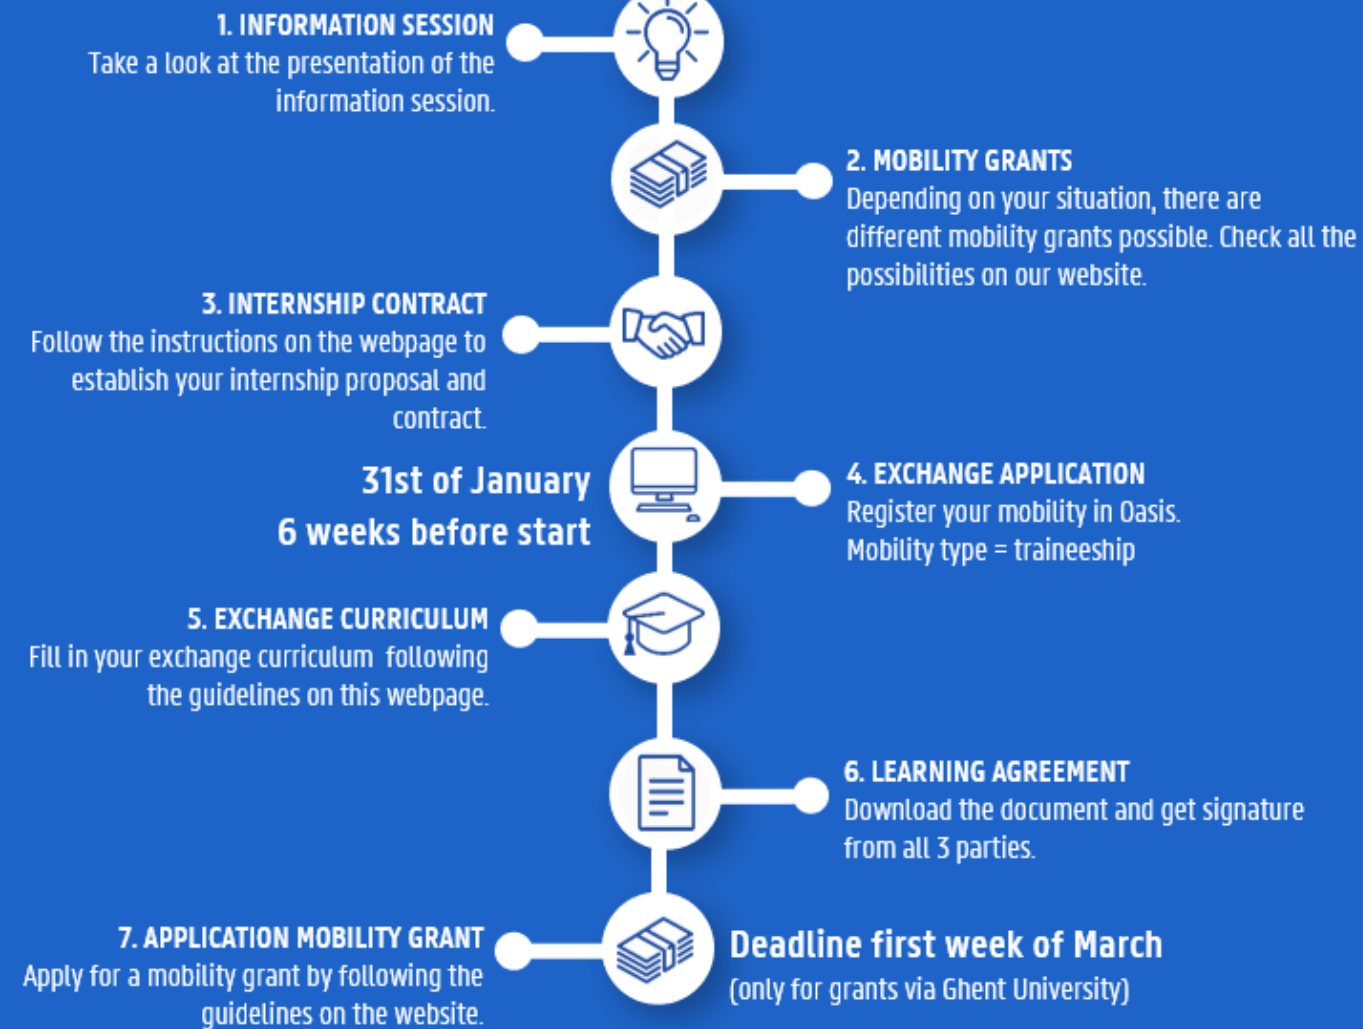 1. INFORMATION SESSION
Take a look at the presentation of the
information session.
2. MOBILITY GRANTS
Depending on your situation, there are
different mobility grants possible. Check all the
possibilities on our website.
3. INTERNSHIP CONTRACT
Follow the instructions on the webpage to
establish your internship proposal and
contract.
31st of January
6 weeks before start
4. EXCHANGE APPLICATION
Register your mobility in Oasis.
Mobility type = traineeship
5. EXCHANGE CURRICULUM
Fill in your exchange curriculum following
the guidelines on this webpage.
6. LEARNING AGREEMENT
Download the document and get signature
from all 3 parties.
7. APPLICATION MOBILITY GRANT
Apply for a mobility grant by following the
guidelines on the website.
Deadline first week of March
(only for grants via Ghent University)